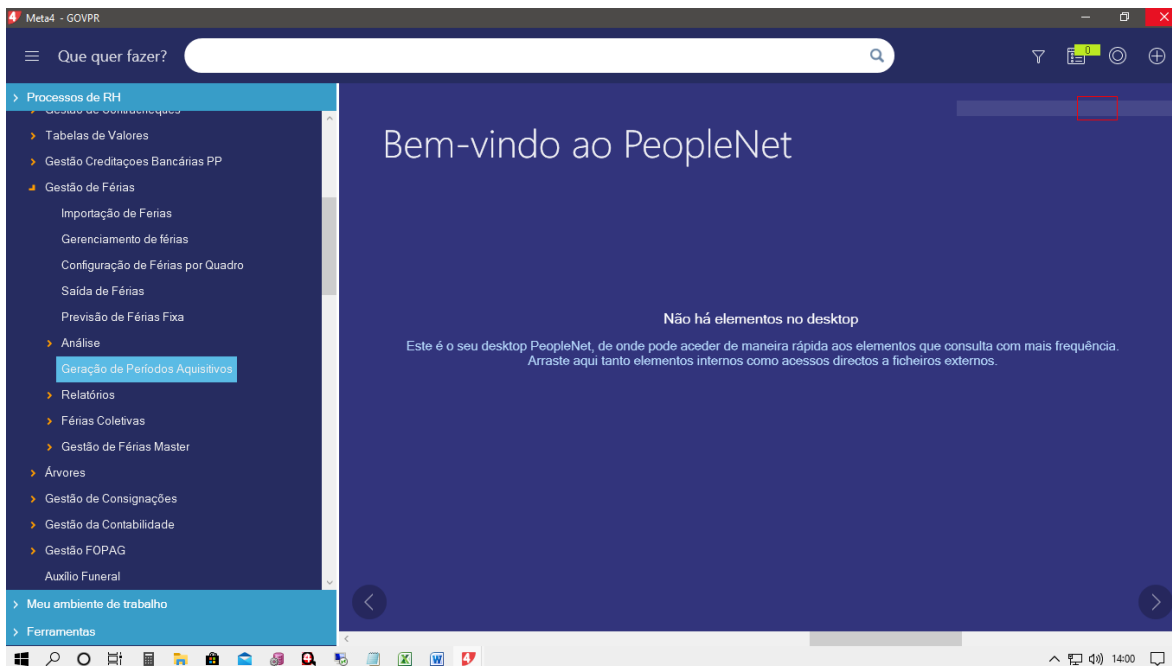 Meta4 - GOVPR
Que quer fazer?
0
Processos de RH
Gestão de Contracheques
Tabelas de Valores
Gestão Creditaçoes Bancárias PP
Gestão de Férias
Importação de Ferias
Gerenciamento de férias
Configuração de Férias por Quadro
Saída de Férias
Previsão de Férias Fixa
Análise
Geração de Períodos Aquisitivos
Relatórios
Férias Coletivas
Gestão de Férias Master
Árvores
Gestão de Consignações
Gestão da Contabilidade
Gestão FOPAG
Auxílio Funeral
Meu ambiente de trabalho
Ferramentas
Bem-vindo ao PeopleNet
Não há elementos no desktop
Este é o seu desktop PeopleNet, de onde pode aceder de maneira rápida aos elementos que consulta com mais frequência.
Arraste aqui tanto elementos internos como acessos directos a ficheiros externos.
14:00